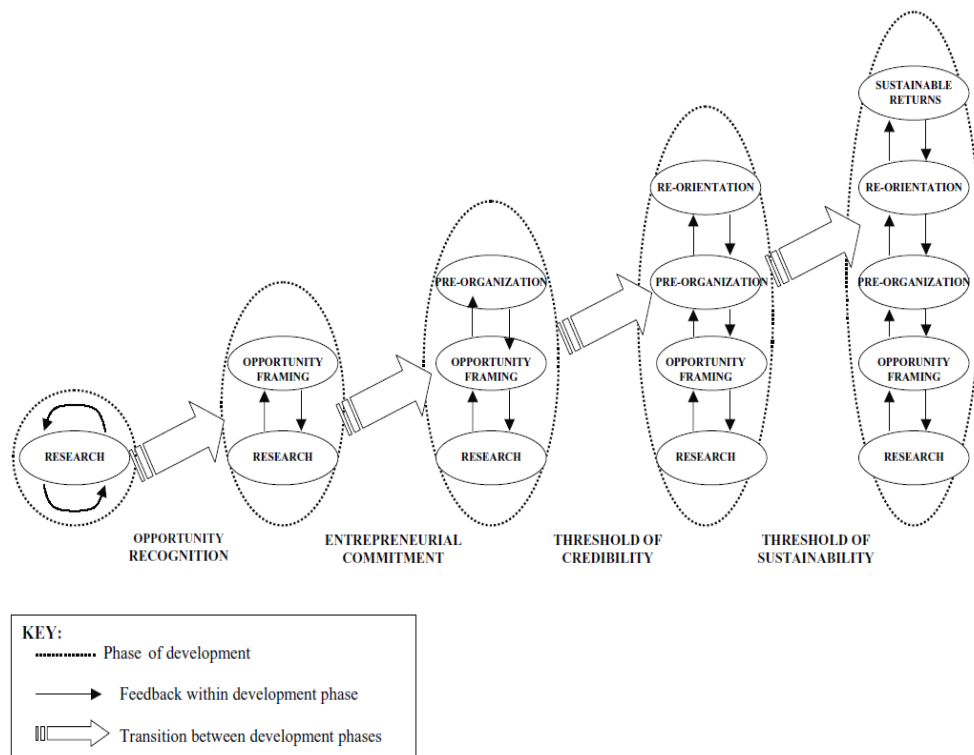 SUSTAINABLE
RETURNS
RE-ORIENTATION
RE-ORIENTATION
PRE-ORGANIZATION
PRE-ORGANIZATION
PRE-ORGANIZATION
OPPORTUNITY
FRAMING
OPPORTUNITY
FRAMING
OPPORTUNITY
FRAMING
OPPORUNITY
FRAMING
RESEARCH
RESEARCH
RESEARCH
RESEARCH
RESEARCH
OPPORTUNITY
RECOGNITION
ENTREPRENEURIAL
COMMITMENT
THRESHOLD OF
CREDIBILITY
THRESHOLD OF
SUSTAINABILITY
KEY:
Phase of development
Feedback within development phase
Transition between development phases